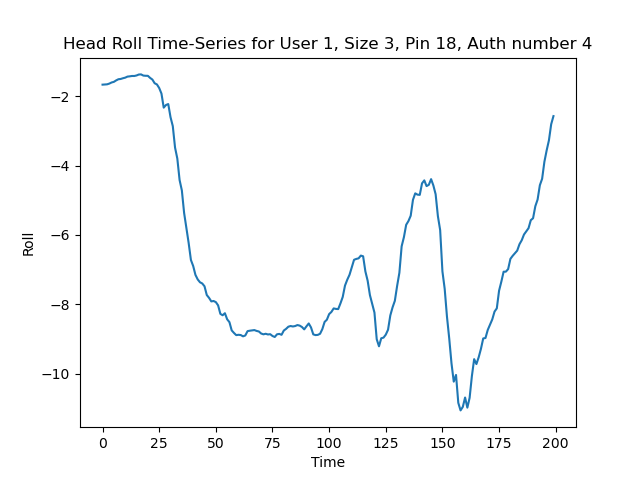 Head Roll Time-Series for User 1, Size 3, Pin 18, Auth number 4
−2
−4
−6
−8
−10
Roll
0 25 50 75 100 125 150 175 200
Time